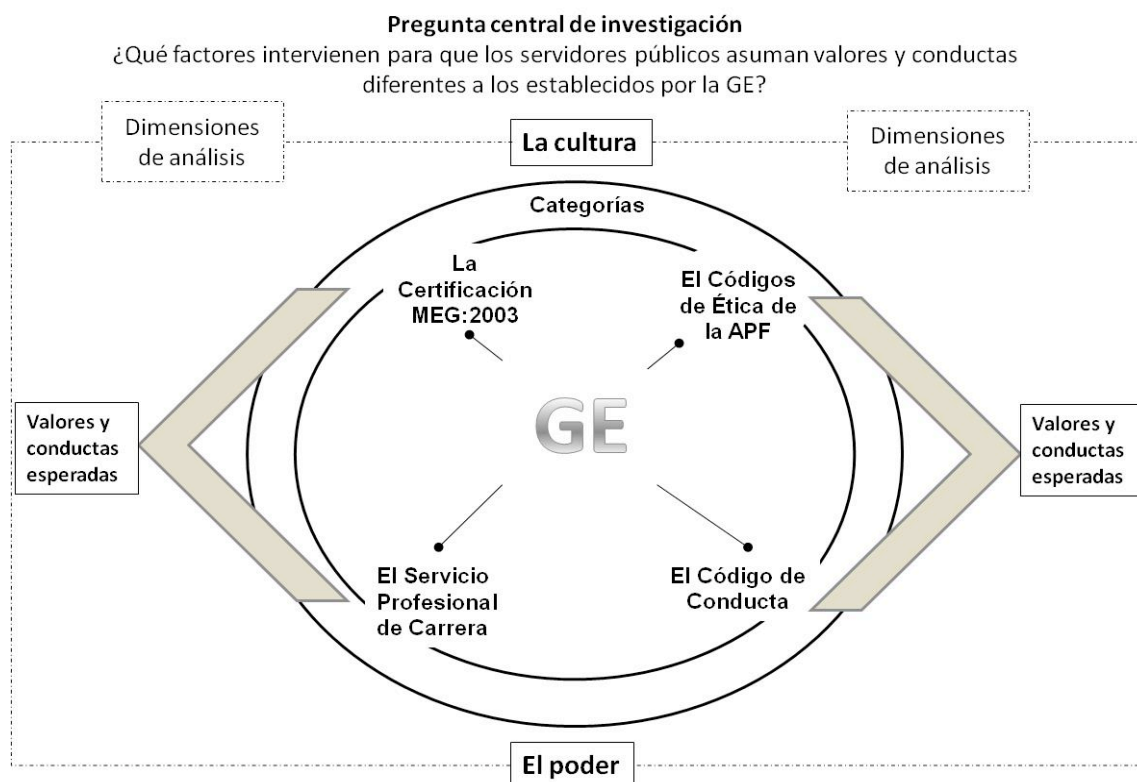 Pregunta central de investigación
¿Qué factores intervienen para que los servidores públicos asuman valores y conductas
diferentes a los establecidos por la GE?
Dimensiones
de análisis
La cultura
Dimensiones
de análisis
Categorías
La
Certificación
MEG:2003
El Códigos
de Ética de
la APF
GE
Valores y
conductas
esperadas
Valores y
conductas
esperadas
El Servicio
Profesional
de Carrera
El Código de
Conducta
El poder